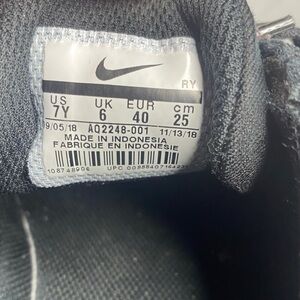 RY
US UK EUR cm
7Y 6 40 25
9/05/18 AQ2248-001 11/13/18
MADE IN INDONESIA
FABRIQUE EN INDONESIE
UPC